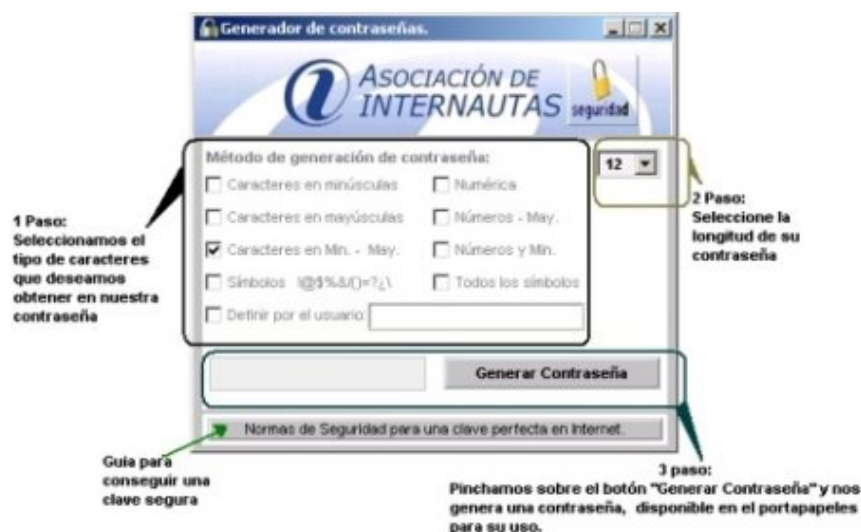 Generador de contraseñas.
ASOCIACIÓN DE
INTERNAUTAS
seguridad
Método de generación de contraseña:
12
Caracteres en minúsculas
Numérica
Caracteres en mayúsculas
Números - May.
Caracteres en Min. - May.
Números y Min.
Símbolos \@$%&/()=?¿\
Todos los símbolos
Definir por el usuario:
1 Paso:
Seleccionamos el
tipo de caracteres
que deseamos
obtener en nuestra
contraseña
2 Paso:
Seleccione la
longitud de su
contraseña
Generar Contraseña
Normas de Seguridad para una clave perfecta en Internet.
Guia para
conseguir una
clave segura
3 paso:
Pinchamos sobre el botón "Generar Contraseña" y nos
genera una contraseña, disponible en el portapapeles
para su uso.